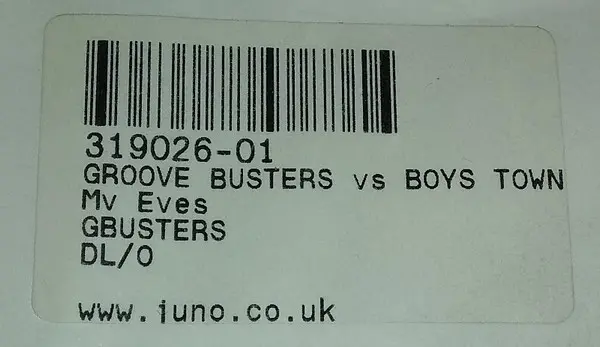 319026-01
GROOVE BUSTERS vs BOYS TOWN
Mv Eves
GBUSTERS
DL/O
www.juno.co.uk